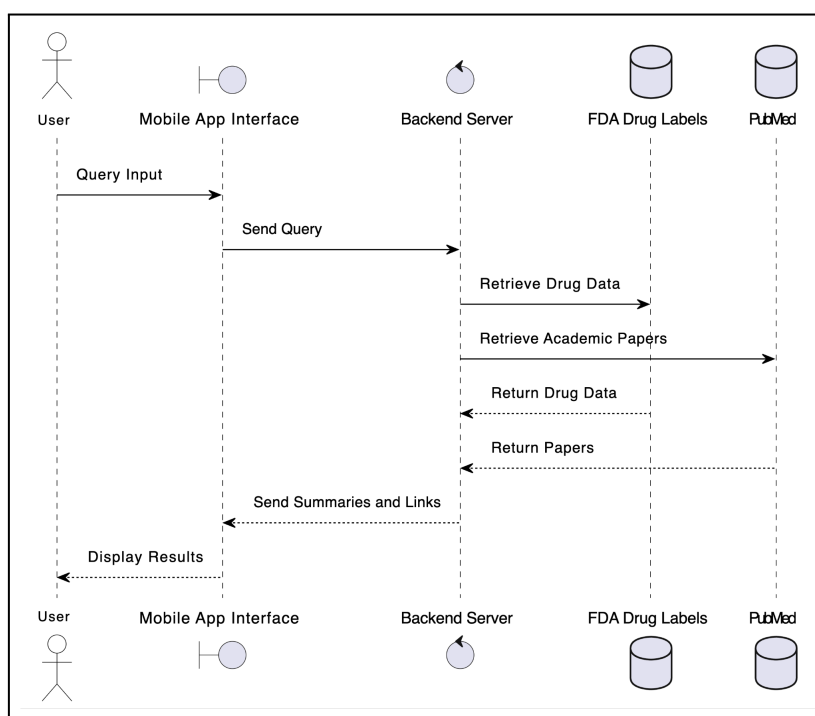 User
Mobile App Interface
Backend Server
FDA Drug Labels
PubMed
Query Input
Send Query
Retrieve Drug Data
Retrieve Academic Papers
Return Drug Data
Return Papers
Send Summaries and Links
Display Results
User
Mobile App Interface
Backend Server
FDA Drug Labels
PubMed